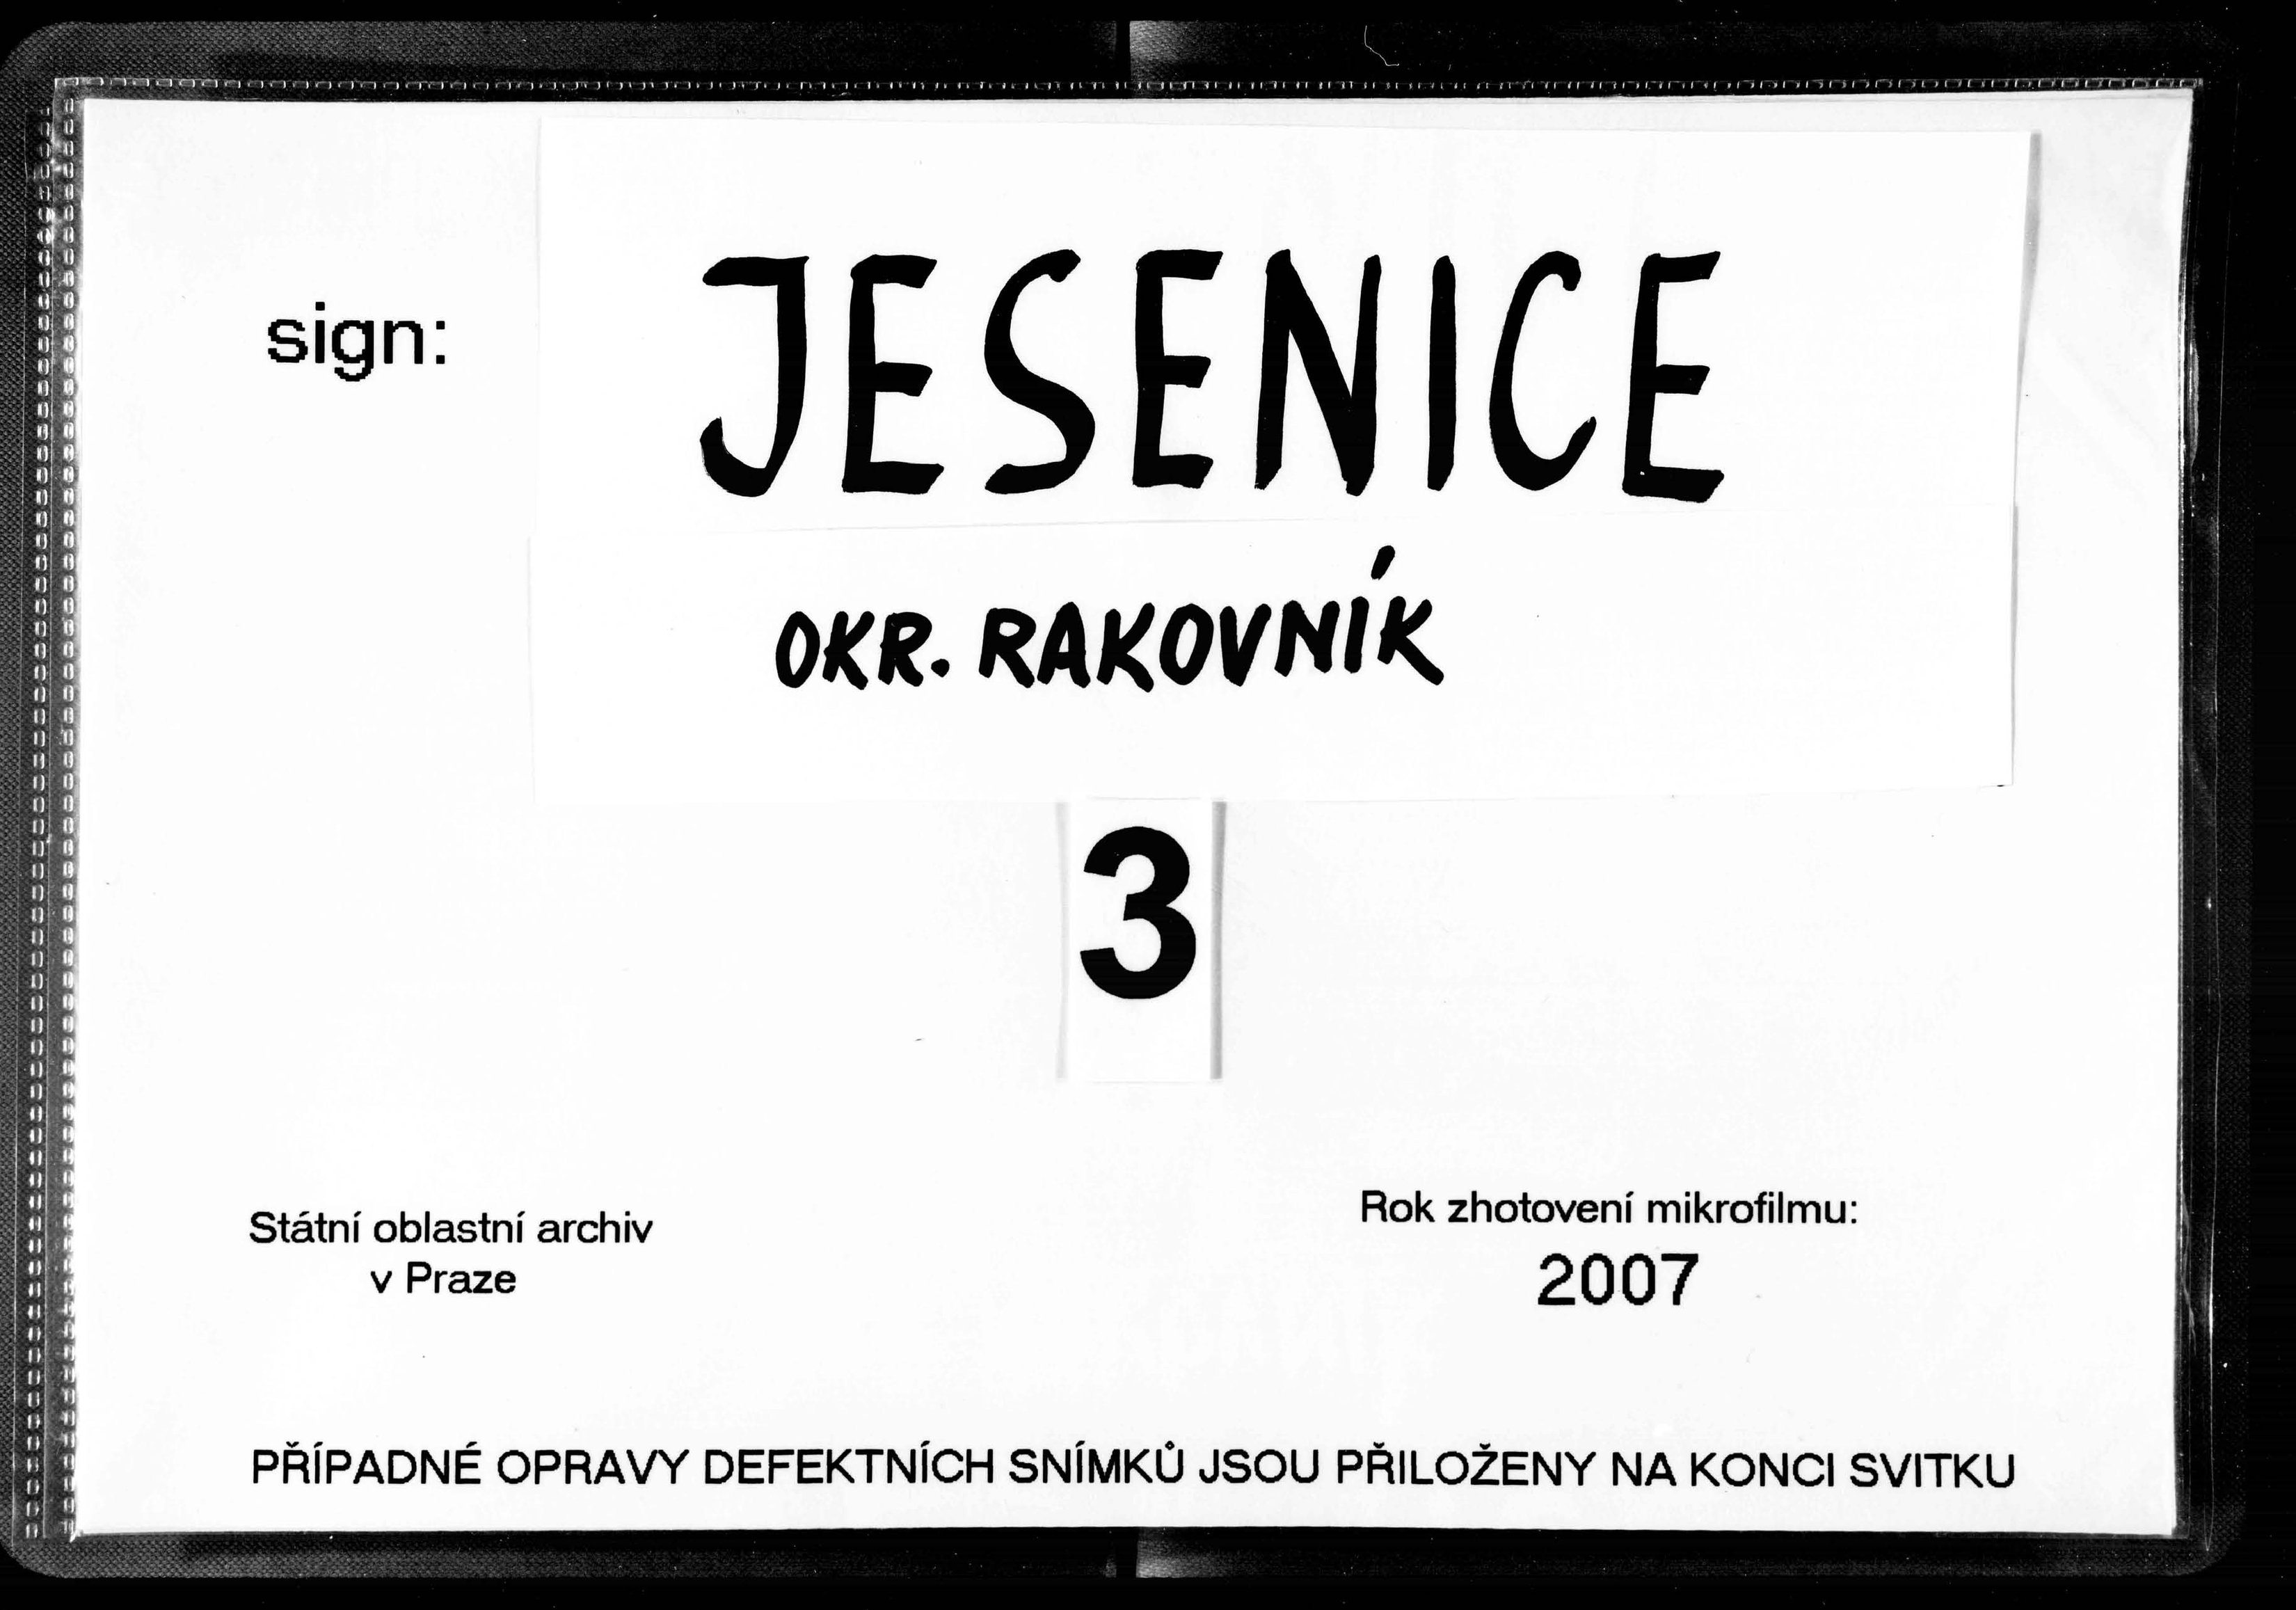 sign:
JESENICE
OKR. RAKOVNÍK
3
Státní oblastní archiv
v Praze
Rok zhotovení mikrofilmu:
2007
PŘÍPADNÉ OPRAVY DEFEKTNÍCH SNÍMKŮ JSOU PŘILOŽENY NA KONCI SVITKU